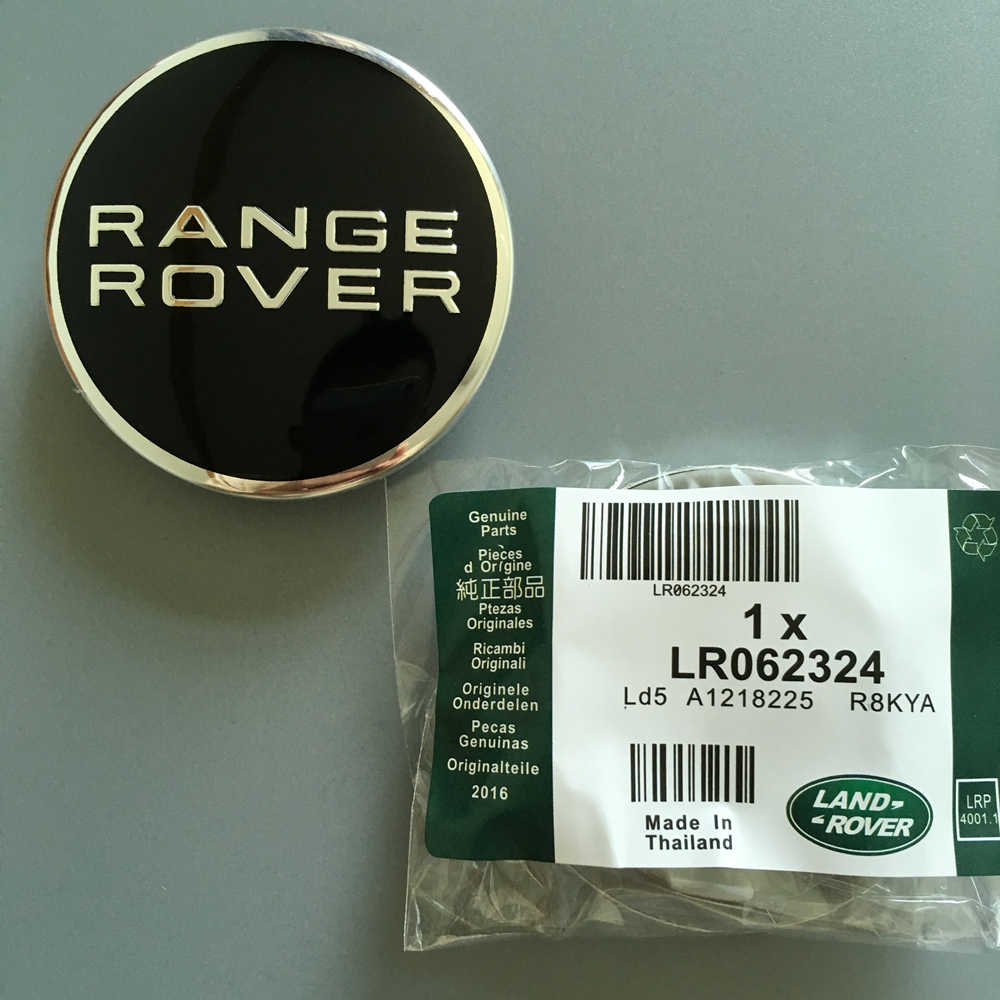 RANGE
ROVER
Genuine
Parts
Pièces
d Origine
純正部品
Ptezas
Originales
Ricambi
Originali
Originele
Onderdelen
Pecas
Genuinas
Originalteile
2016
LR062324
1 x
LR062324
Ld5 A1218225 R8KYA
Made In
Thailand
LAND-
-ROVER
LRP
4001.1